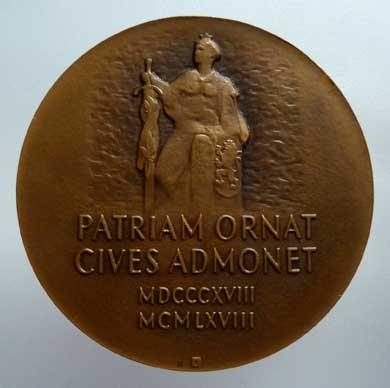 PATRIAM ORNAT
CIVES ADMONET
MDCCCXVIII
MCMLXVIII